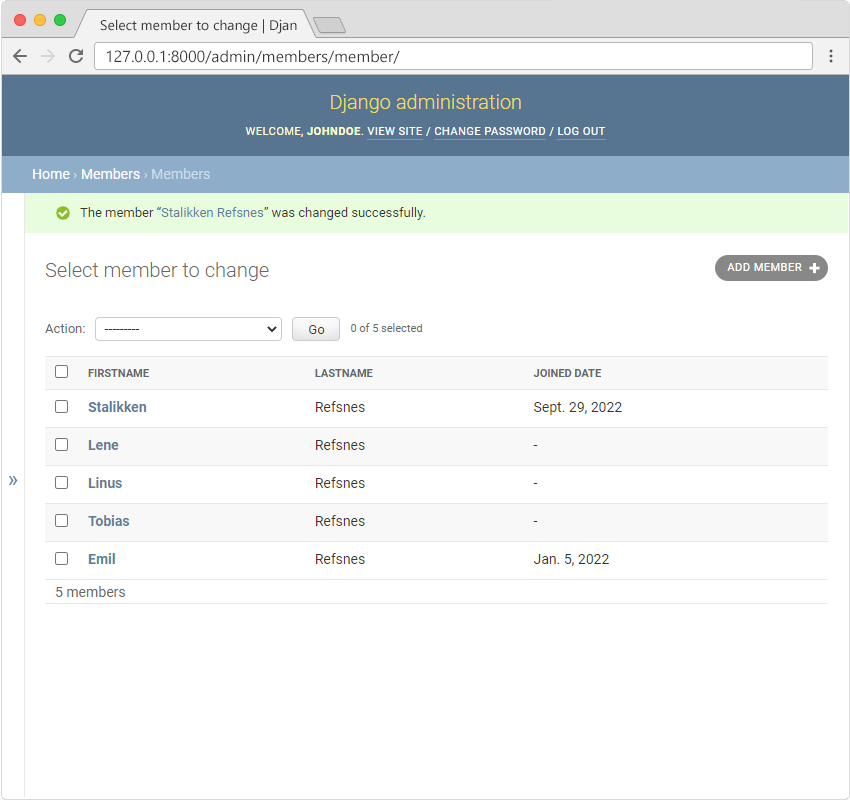 Select member to change | Djan
127.0.0.1:8000/admin/members/member/
Django administration
WELCOME, JOHNDOE. VIEW SITE / CHANGE PASSWORD / LOG OUT
Home › Members › Members
The member “Stalikken Refsnes” was changed successfully.
Select member to change
ADD MEMBER
Action: --------- Go 0 of 5 selected
FIRSTNAME LASTNAME JOINED DATE
Stalikken Refsnes Sept. 29, 2022
Lene Refsnes -
Linus Refsnes -
»
Tobias Refsnes -
Emil Refsnes Jan. 5, 2022
5 members